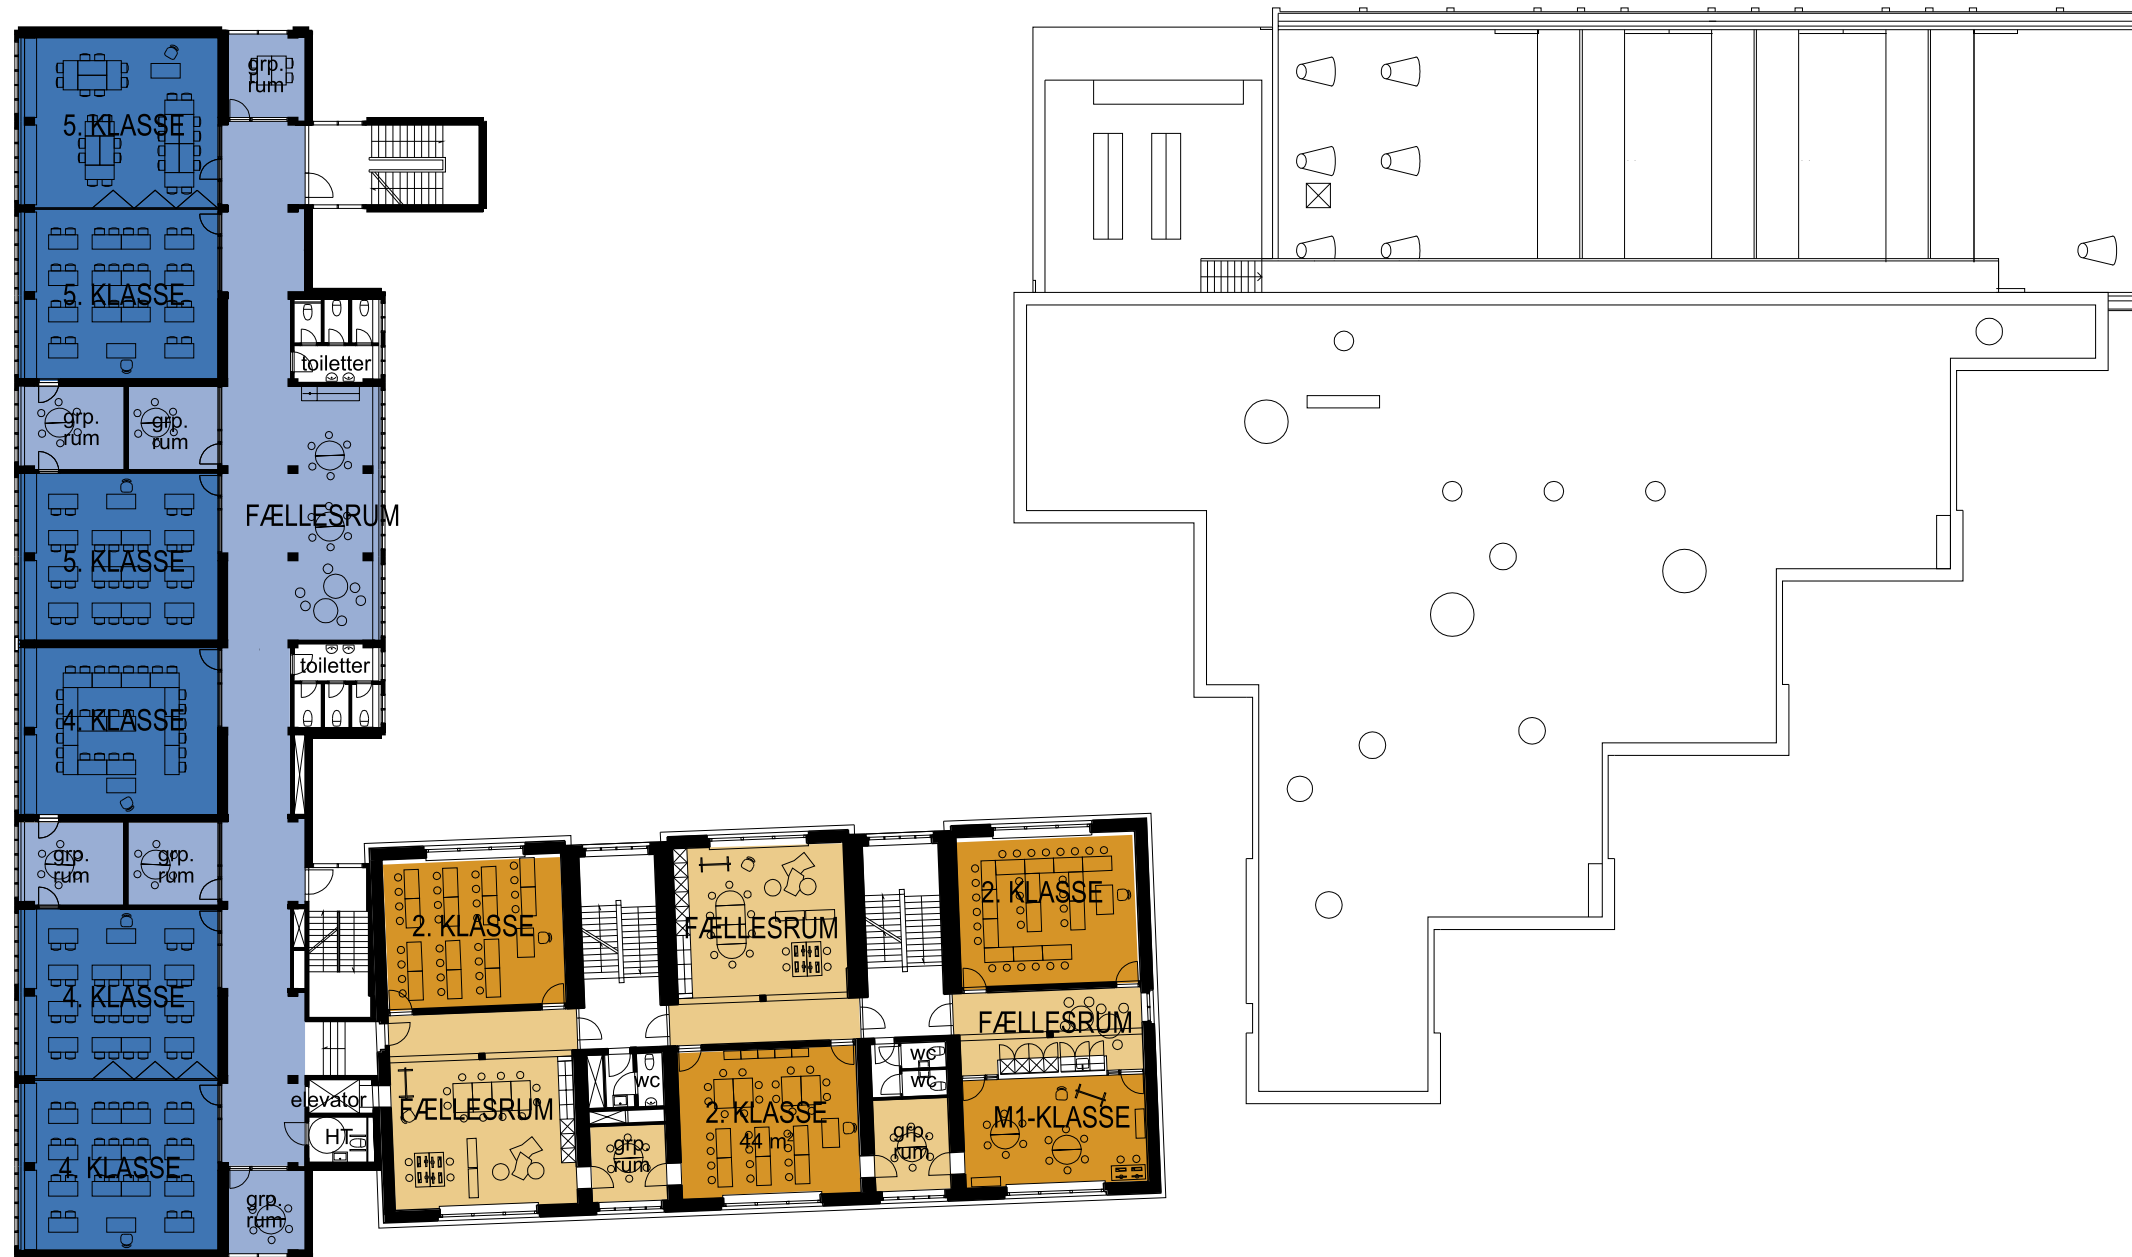 grp.
rum
5. KLASSE
5. KLASSE
toiletter
grp.
rum
grp.
rum
FÆLLESRUM
5. KLASSE
toiletter
4. KLASSE
grp.
rum
grp.
rum
4. KLASSE
elevator
HT
4. KLASSE
grp.
rum
2. KLASSE
FÆLLESRUM
2. KLASSE
FÆLLESRUM
wc
wc
wc
FÆLLESRUM
2. KLASSE
44 m²
M1-KLASSE
grp.
rum
grp.
rum